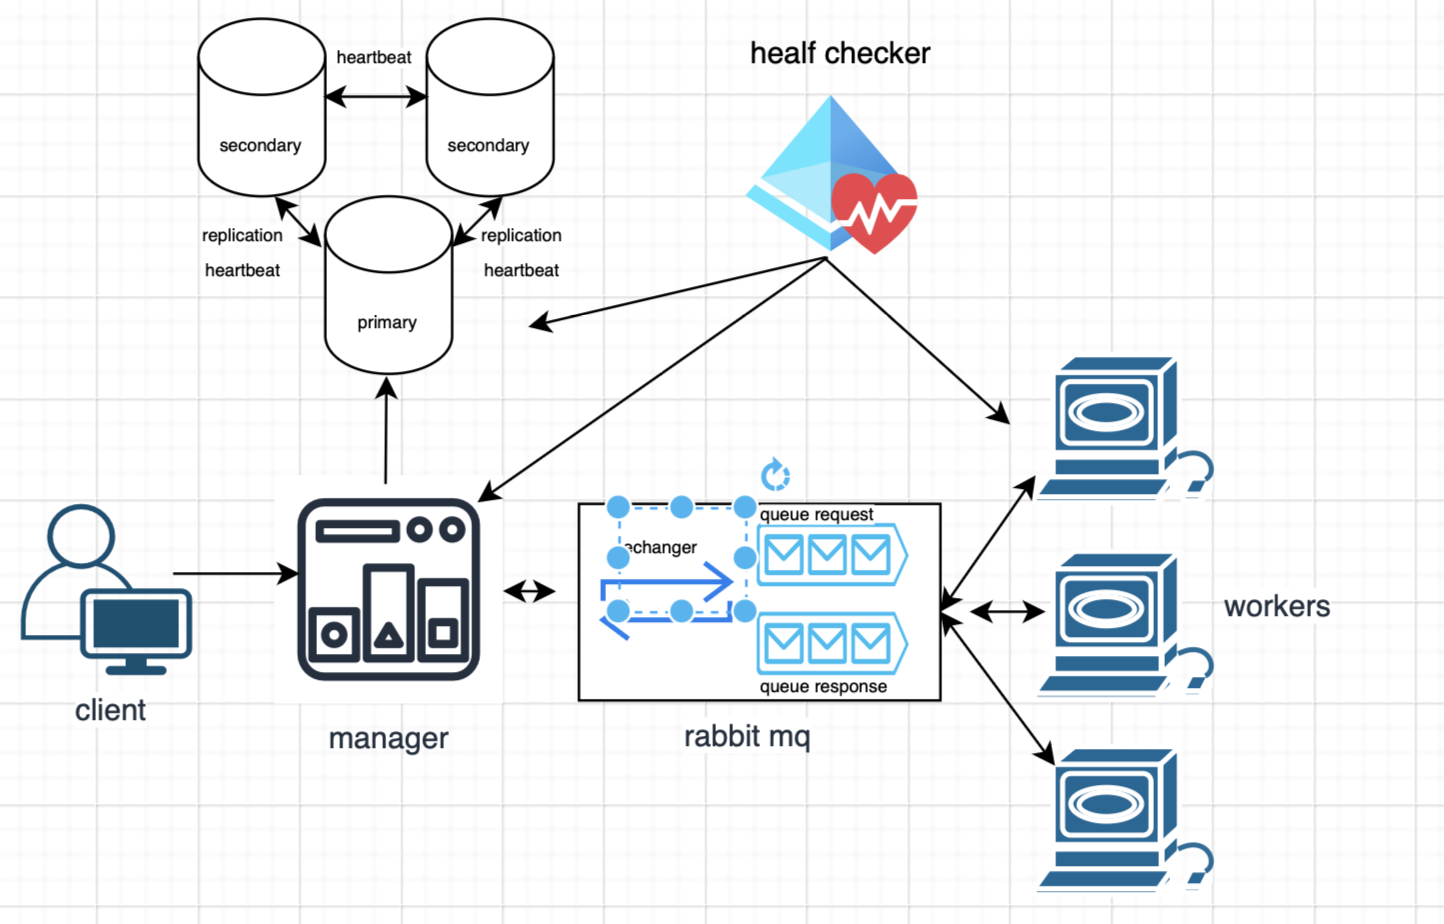 healf checker
heartbeat
secondary
secondary
replication
heartbeat
replication
heartbeat
primary
queue request
echanger
queue response
workers
client
manager
rabbit mq